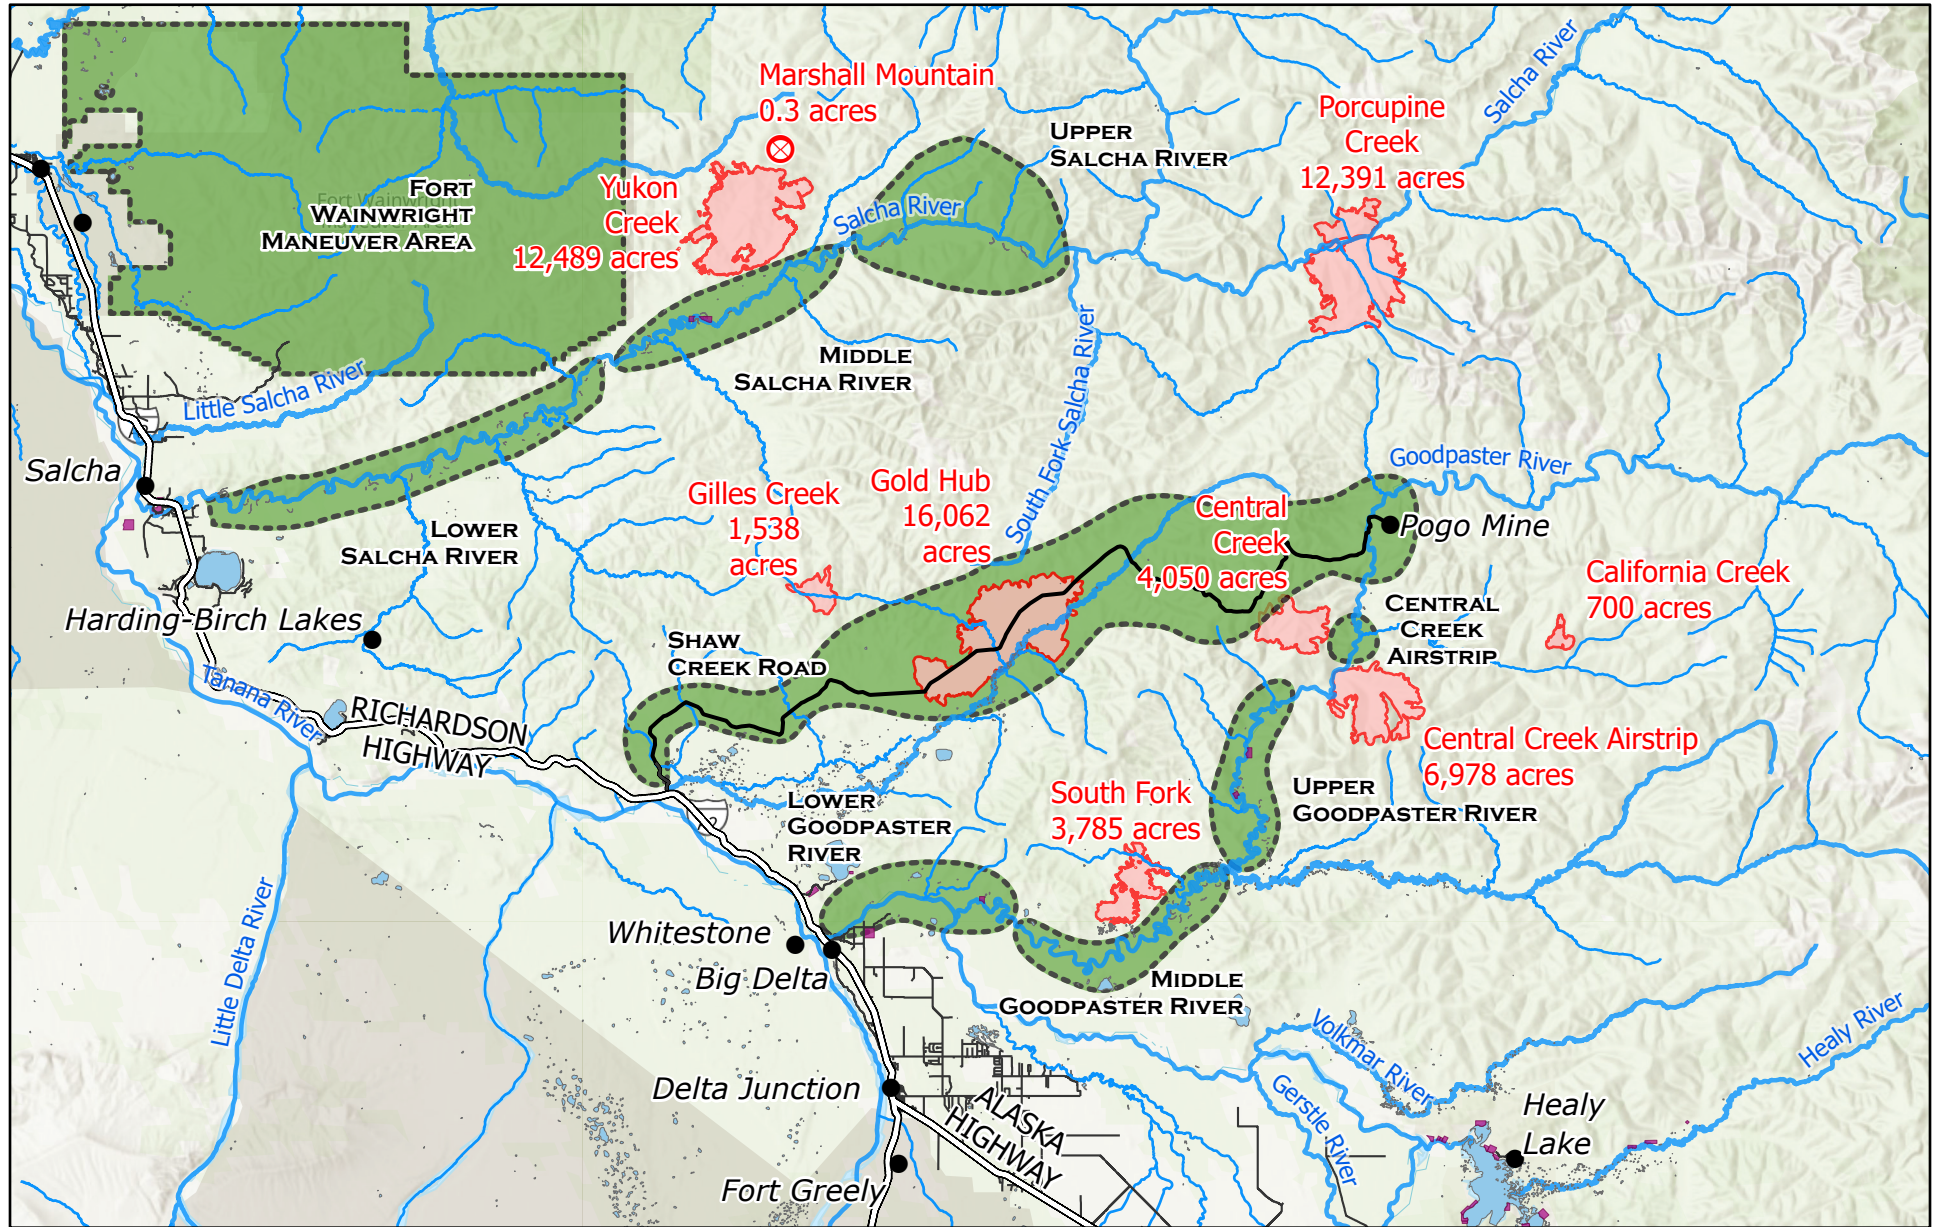 Marshall Mountain
0.3 acres
Porcupine
Creek
12,391 acres
Salcha River
UPPER
SALCHA RIVER
FORT
WAINWRIGHT
MANEUVER AREA
Fort Wainwright
Yukon
Creek
12,489 acres
Salcha River
MIDDLE
SALCHA RIVER
South Fork Salcha River
Little Salcha River
Salcha
Goodpaster River
Gilles Creek
1,538
acres
Gold Hub
16,062
acres
Central
Creek
4,050 acres
Pogo Mine
LOWER
SALCHA RIVER
California Creek
700 acres
Harding-Birch Lakes
SHAW
CREEK ROAD
CENTRAL
CREEK
AIRSTRIP
Tanana River
RICHARDSON
HIGHWAY
Central Creek Airstrip
6,978 acres
LOWER
GOODPASTER
RIVER
South Fork
3,785 acres
UPPER
GOODPASTER RIVER
2
Little Delta River
Whitestone
Big Delta
MIDDLE
GOODPASTER RIVER
Volkmar River
Healy River
Gerstle River
Delta Junction
ALASKA
HIGHWAY
Healy
Lake
Fort Greely